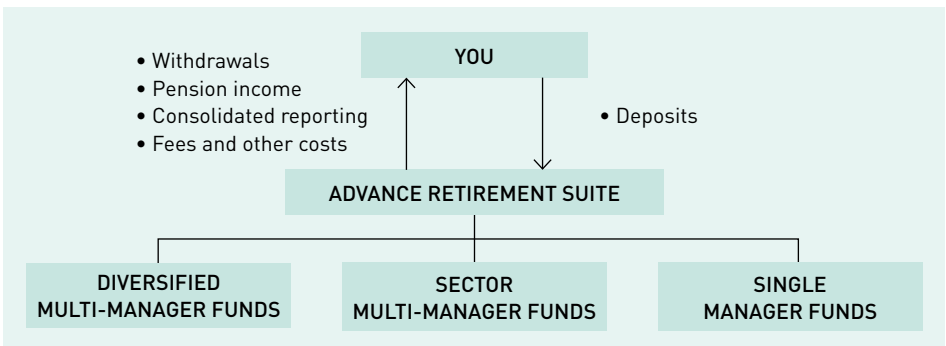 YOU
• Withdrawals
• Pension income
• Consolidated reporting
• Fees and other costs
• Deposits
ADVANCE RETIREMENT SUITE
DIVERSIFIED
MULTI-MANAGER FUNDS
SECTOR
MULTI-MANAGER FUNDS
SINGLE
MANAGER FUNDS